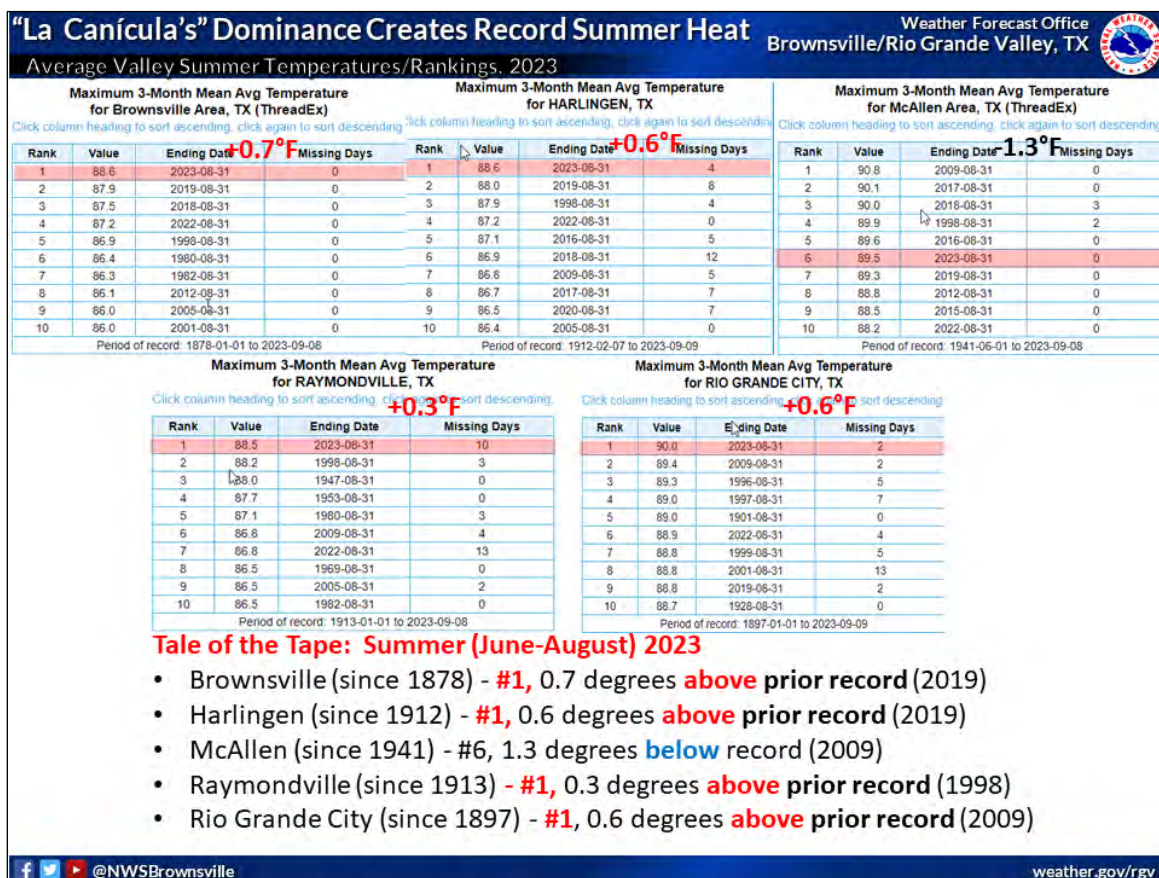 "La Canícula's" Dominance Creates Record Summer Heat
Weather Forecast Office
Brownsville/Rio Grande Valley, TX
NATIONAL WEATHER SERVICE
Average Valley Summer Temperatures/Rankings, 2023
Maximum 3-Month Mean Avg Temperature
for Brownsville Area, TX (ThreadEx)
Click column heading to sort ascending, click again to sort descending
+0.7°F
Rank Value Ending Date Missing Days
1 88.6 2023-08-31 0
2 87.9 2019-08-31 0
3 87.5 2018-08-31 0
4 87.2 2022-08-31 0
5 86.9 1998-08-31 0
6 86.4 1980-08-31 0
7 86.3 1982-08-31 0
8 86.1 2012-08-31 0
9 86.0 2005-08-31 0
10 86.0 2001-08-31 0
Period of record: 1878-01-01 to 2023-09-08
Maximum 3-Month Mean Avg Temperature
for HARLINGEN, TX
Click column heading to sort ascending, click again to sort descending
+0.6°F
Rank Value Ending Date Missing Days
1 88.6 2023-08-31 4
2 88.0 2019-08-31 8
3 87.9 1998-08-31 4
4 87.2 2022-08-31 0
5 87.1 2016-08-31 5
6 86.9 2018-08-31 12
7 86.8 2009-08-31 5
8 86.7 2017-08-31 7
9 86.5 2020-08-31 7
10 86.4 2005-08-31 0
Period of record: 1912-02-07 to 2023-09-09
Maximum 3-Month Mean Avg Temperature
for McAllen Area, TX (ThreadEx)
Click column heading to sort ascending, click again to sort descending
-1.3°F
Rank Value Ending Date Missing Days
1 90.8 2009-08-31 0
2 90.1 2017-08-31 0
3 90.0 2018-08-31 3
4 89.9 1998-08-31 2
5 89.6 2016-08-31 0
6 89.5 2023-08-31 0
7 89.3 2019-08-31 0
8 88.8 2012-08-31 0
9 88.5 2015-08-31 0
10 88.2 2022-08-31 0
Period of record: 1941-06-01 to 2023-09-08
Maximum 3-Month Mean Avg Temperature
for RAYMONDVILLE, TX
Click column heading to sort ascending, click again to sort descending.
+0.3°F
Rank Value Ending Date Missing Days
1 88.5 2023-08-31 10
2 88.2 1998-08-31 3
3 88.0 1947-08-31 0
4 87.7 1953-08-31 0
5 87.1 1980-08-31 3
6 86.8 2009-08-31 4
7 86.8 2022-08-31 13
8 86.5 1969-08-31 0
9 86.5 2005-08-31 2
10 86.5 1982-08-31 0
Period of record: 1913-01-01 to 2023-09-08
Maximum 3-Month Mean Avg Temperature
for RIO GRANDE CITY, TX
Click column heading to sort ascending, click again to sort descending
+0.6°F
Rank Value Ending Date Missing Days
1 90.0 2023-08-31 2
2 89.4 2009-08-31 2
3 89.3 1996-08-31 5
4 89.0 1997-08-31 7
5 89.0 1901-08-31 0
6 88.9 2022-08-31 4
7 88.8 1999-08-31 5
8 88.8 2001-08-31 13
9 88.8 2019-08-31 2
10 88.7 1928-08-31 0
Period of record: 1897-01-01 to 2023-09-09
Tale of the Tape: Summer (June-August) 2023
• Brownsville (since 1878) - #1, 0.7 degrees above prior record (2019)
• Harlingen (since 1912) - #1, 0.6 degrees above prior record (2019)
• McAllen (since 1941) - #6, 1.3 degrees below record (2009)
• Raymondville (since 1913) - #1, 0.3 degrees above prior record (1998)
• Rio Grande City (since 1897) - #1, 0.6 degrees above prior record (2009)
@NWSBrownsville
weather.gov/rgv